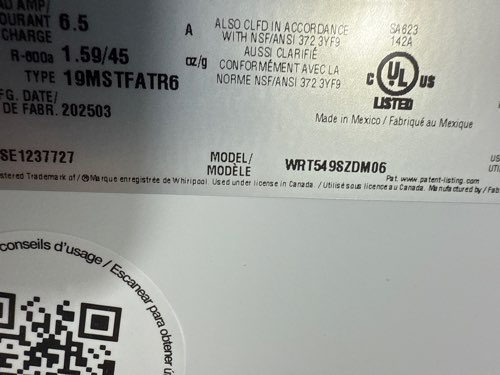 AD AMP/
COURANT 6.5 A
CHARGE
R-600a 1.59/45 oz/g
TYPE 19MSTFATR6
FG. DATE/
DE FABR. 202503
ALSO CLFD IN ACCORDANCE
WITH NSF/ANSI 372.3YF9
AUSSI CLARIFIÉ
CONFORMÉMENT AVEC LA
NORME NSF/ANSI 372.3YF9
SA623
142A
C UL US
LISTED
Made in Mexico / Fabriqué au Mexique
SE1237727
MODEL/
MODÈLE WRT549SZDM06
Pat. www.patent-listing.com
istered Trademark of / ® Marque enregistrée de Whirlpool. Used under license in Canada. / Utilisé sous licence au Canada. Manufactured by / Fab
conseils d'usage / Escanear para obtener